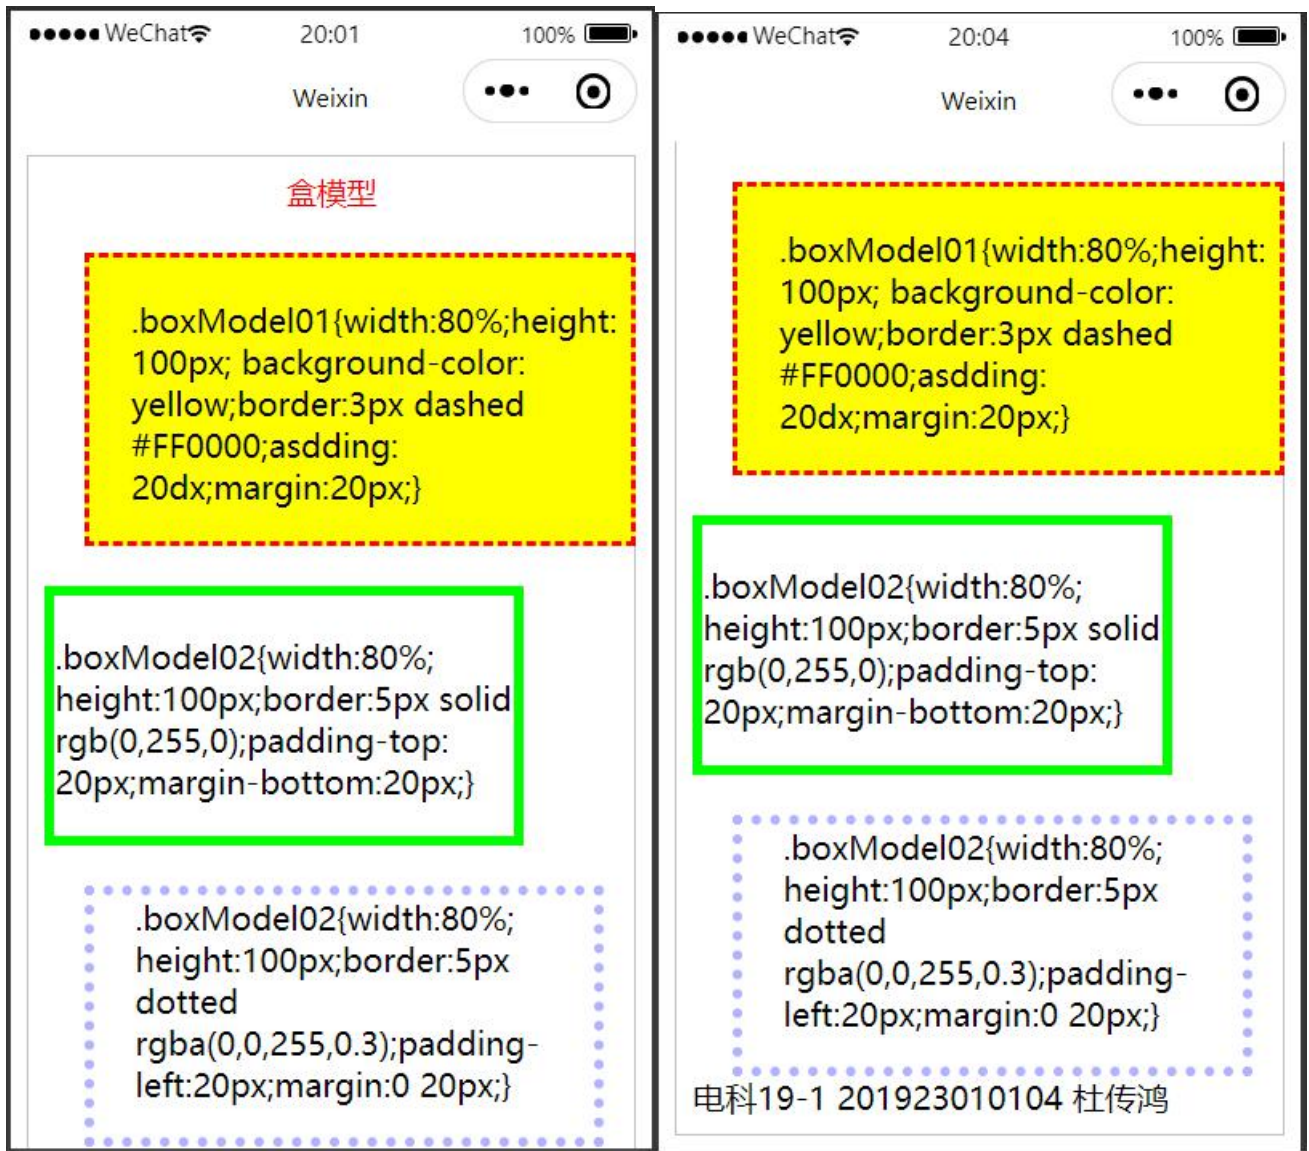 WeChat 20:01 100%
Weixin
盒模型
.boxModel01{width:80%;height:
100px; background-color:
yellow;border:3px dashed
#FF0000;asdding:
20dx;margin:20px;}
.boxModel02{width:80%;
height:100px;border:5px solid
rgb(0,255,0);padding-top:
20px;margin-bottom:20px;}
.boxModel02{width:80%;
height:100px;border:5px
dotted
rgba(0,0,255,0.3);padding-
left:20px;margin:0 20px;}
WeChat 20:04 100%
Weixin
.boxModel01{width:80%;height:
100px; background-color:
yellow;border:3px dashed
#FF0000;asdding:
20dx;margin:20px;}
.boxModel02{width:80%;
height:100px;border:5px solid
rgb(0,255,0);padding-top:
20px;margin-bottom:20px;}
.boxModel02{width:80%;
height:100px;border:5px
dotted
rgba(0,0,255,0.3);padding-
left:20px;margin:0 20px;}
电科19-1 201923010104 杜传鸿